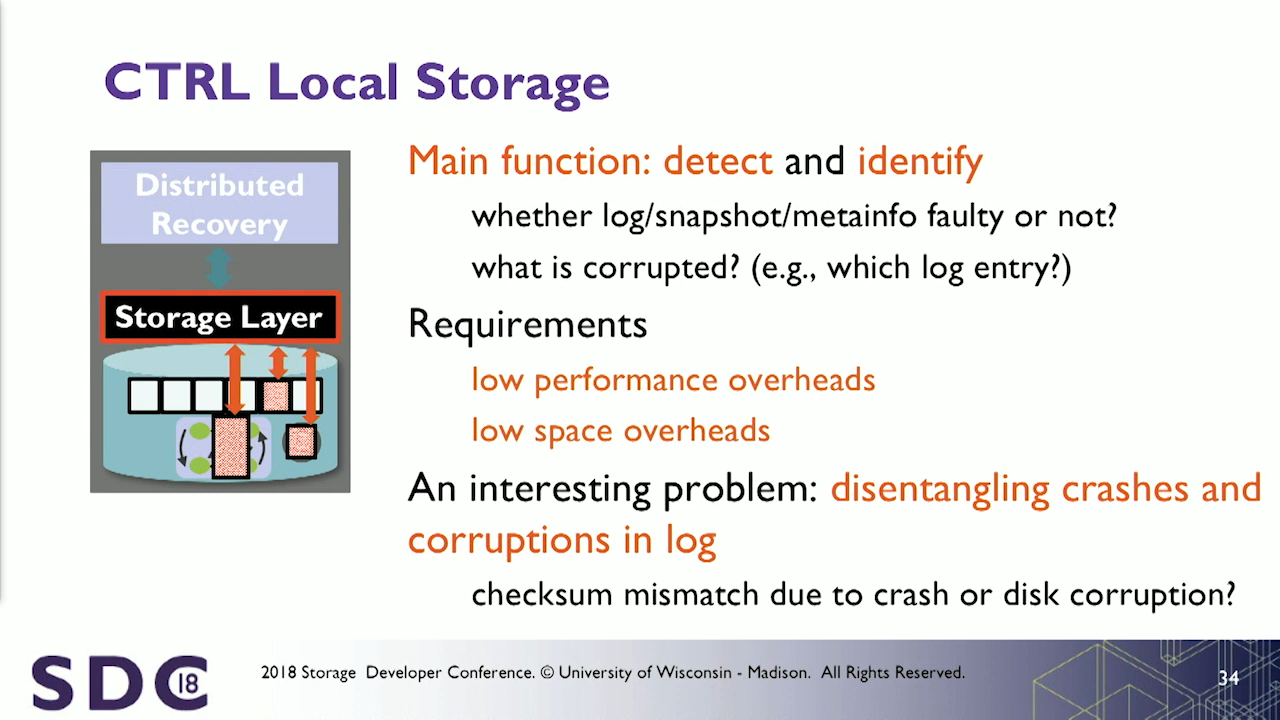 CTRL Local Storage
Distributed
Recovery
Storage Layer
Main function: detect and identify
whether log/snapshot/metainfo faulty or not?
what is corrupted? (e.g., which log entry?)
Requirements
low performance overheads
low space overheads
An interesting problem: disentangling crashes and
corruptions in log
checksum mismatch due to crash or disk corruption?
SDC 18
2018 Storage Developer Conference. © University of Wisconsin - Madison. All Rights Reserved.
34